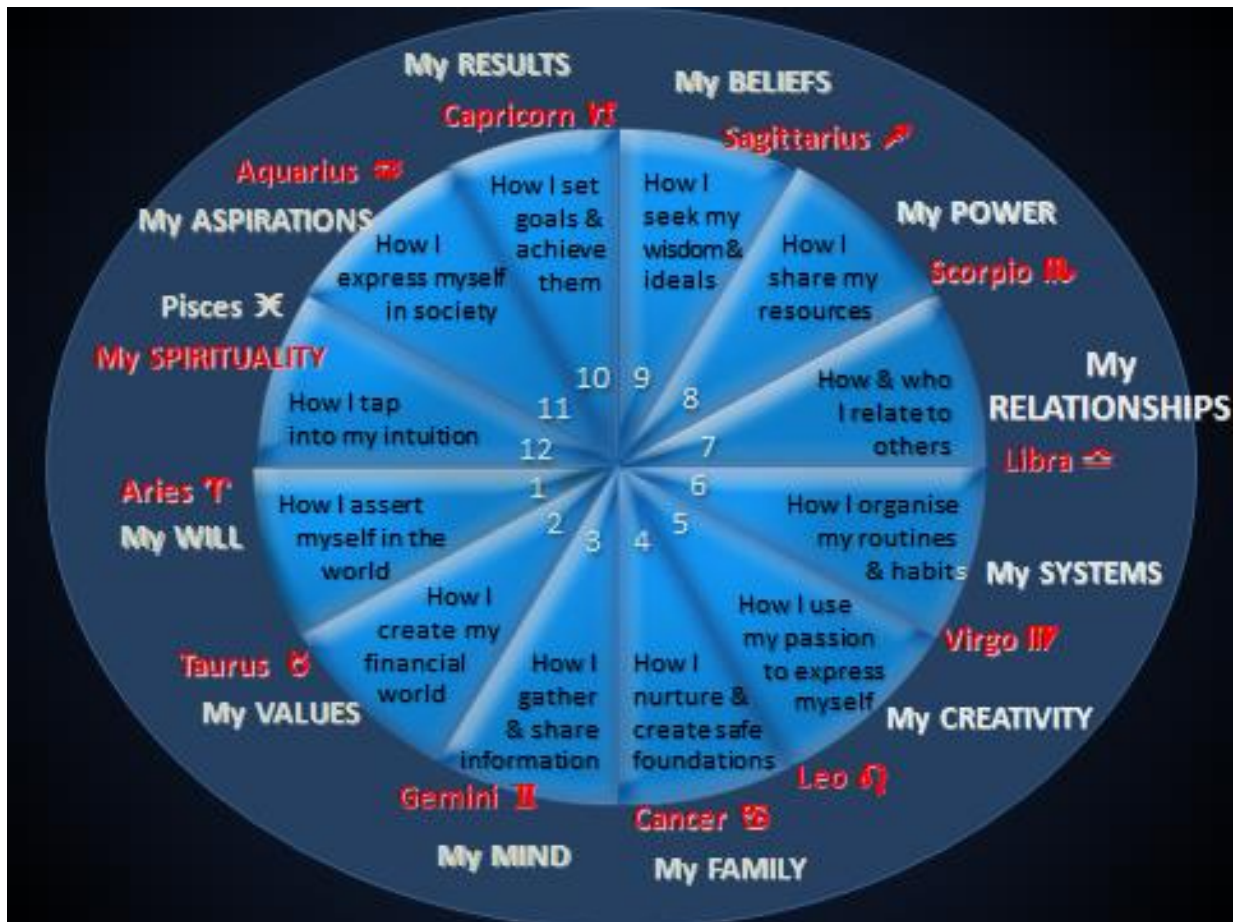 My RESULTS
Capricorn ♑
My BELIEFS
Sagittarius ♐
Aquarius ♒
My ASPIRATIONS
My POWER
Scorpio ♏
Pisces ♓
My SPIRITUALITY
My
RELATIONSHIPS
Libra ♎
Aries ♈
My WILL
My SYSTEMS
Virgo ♍
Taurus ♉
My VALUES
My CREATIVITY
Leo ♌
Gemini ♊
My MIND
Cancer ♋
My FAMILY
How I set
goals &
achieve
them
10
How I
seek my
wisdom &
ideals
9
How I
share my
resources
8
How & who
I relate to
others
7
How I organise
my routines
& habits
6
How I use
my passion
to express
myself
5
How I
nurture &
create safe
foundations
4
How I
gather
& share
information
3
How I
create my
financial
world
2
How I assert
myself in the
world
1
How I tap
into my intuition
12
How I
express myself
in society
11